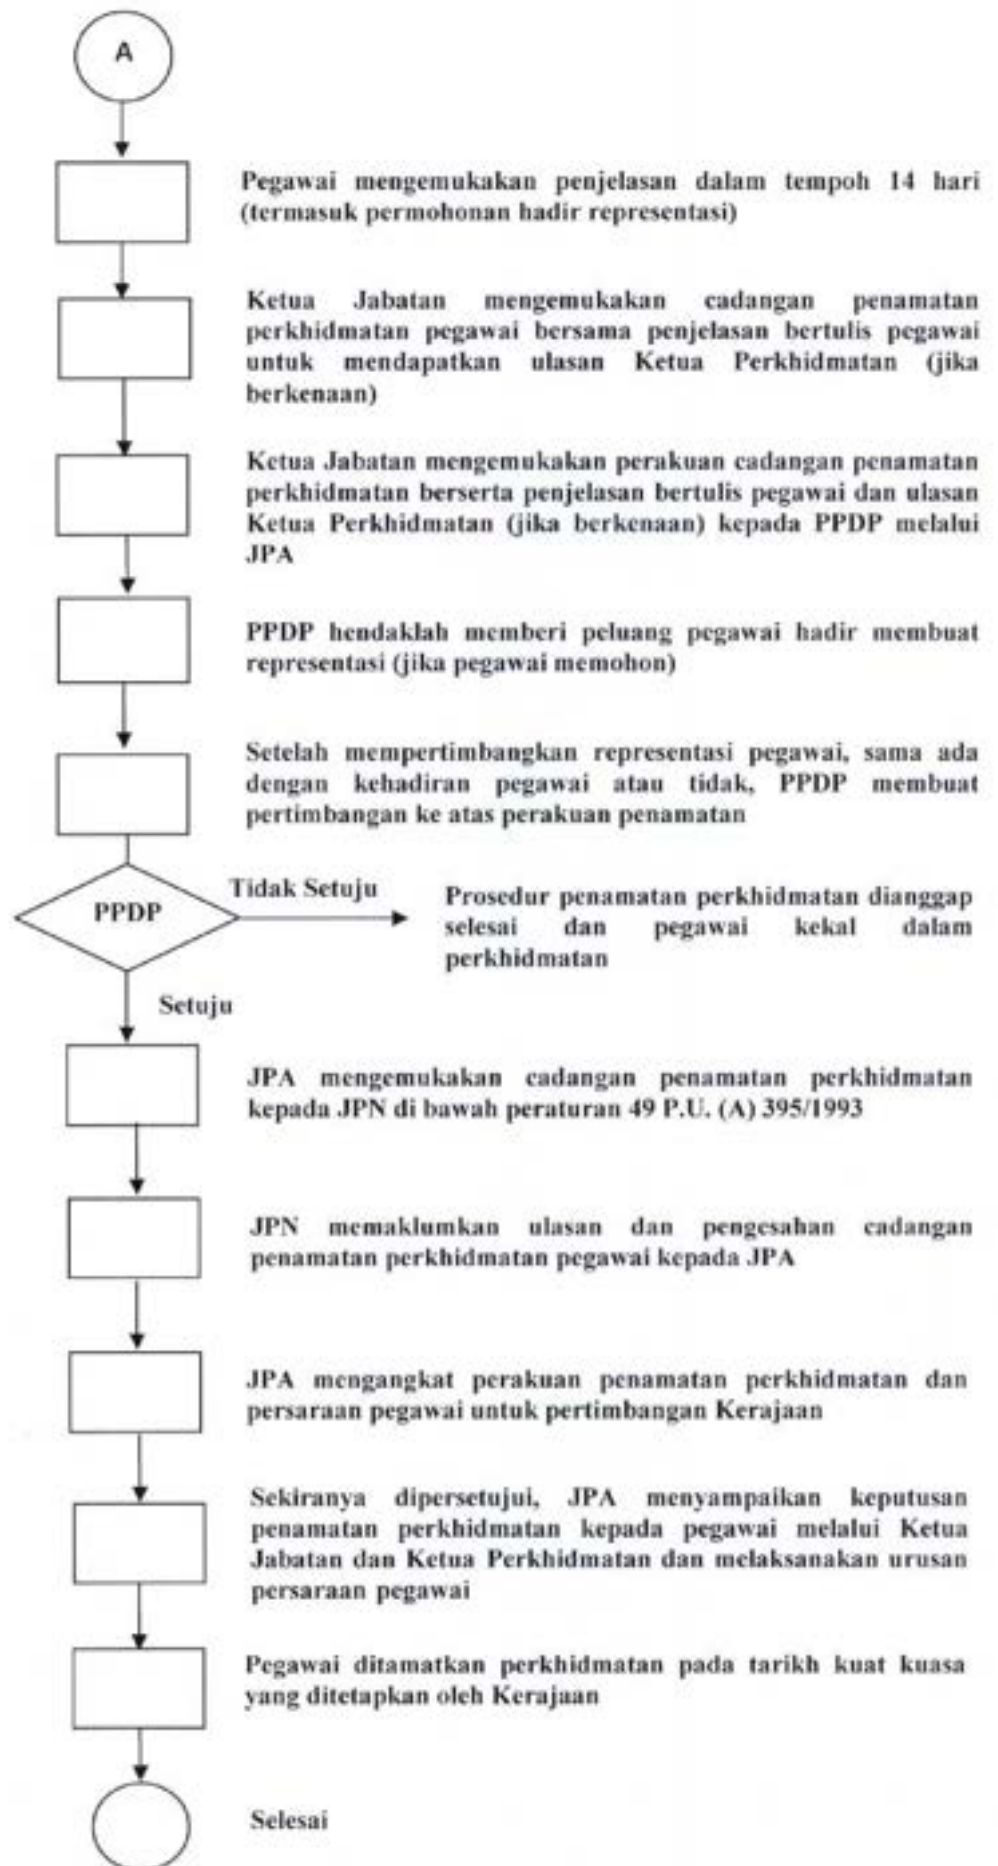 A
Pegawai mengemukakan penjelasan dalam tempoh 14 hari
(termasuk permohonan hadir representasi)
Ketua Jabatan mengemukakan cadangan penamatan
perkhidmatan pegawai bersama penjelasan bertulis pegawai
untuk mendapatkan ulasan Ketua Perkhidmatan (jika
berkenaan)
Ketua Jabatan mengemukakan perakuan cadangan penamatan
perkhidmatan berserta penjelasan bertulis pegawai dan ulasan
Ketua Perkhidmatan (jika berkenaan) kepada PPDP melalui
JPA
PPDP hendaklah memberi peluang pegawai hadir membuat
representasi (jika pegawai memohon)
Setelah mempertimbangkan representasi pegawai, sama ada
dengan kehadiran pegawai atau tidak, PPDP membuat
pertimbangan ke atas perakuan penamatan
PPDP
Tidak Setuju
Prosedur penamatan perkhidmatan dianggap
selesai dan pegawai kekal dalam
perkhidmatan
Setuju
JPA mengemukakan cadangan penamatan perkhidmatan
kepada JPN di bawah peraturan 49 P.U. (A) 395/1993
JPN memaklumkan ulasan dan pengesahan cadangan
penamatan perkhidmatan pegawai kepada JPA
JPA mengangkat perakuan penamatan perkhidmatan dan
persaraan pegawai untuk pertimbangan Kerajaan
Sekiranya dipersetujui, JPA menyampaikan keputusan
penamatan perkhidmatan kepada pegawai melalui Ketua
Jabatan dan Ketua Perkhidmatan dan melaksanakan urusan
persaraan pegawai
Pegawai ditamatkan perkhidmatan pada tarikh kuat kuasa
yang ditetapkan oleh Kerajaan
Selesai